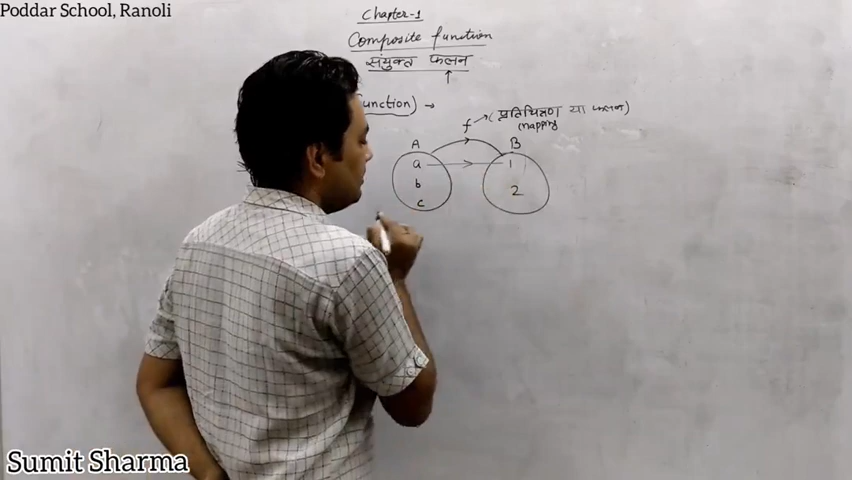 Poddar School, Ranoli
Chapter-1
Composite function
संयुक्त फलन
↑
unction) →
f → (प्रतिचित्रण या फलन)
(mapping
A B
a 1
b 2
c
Sumit Sharma